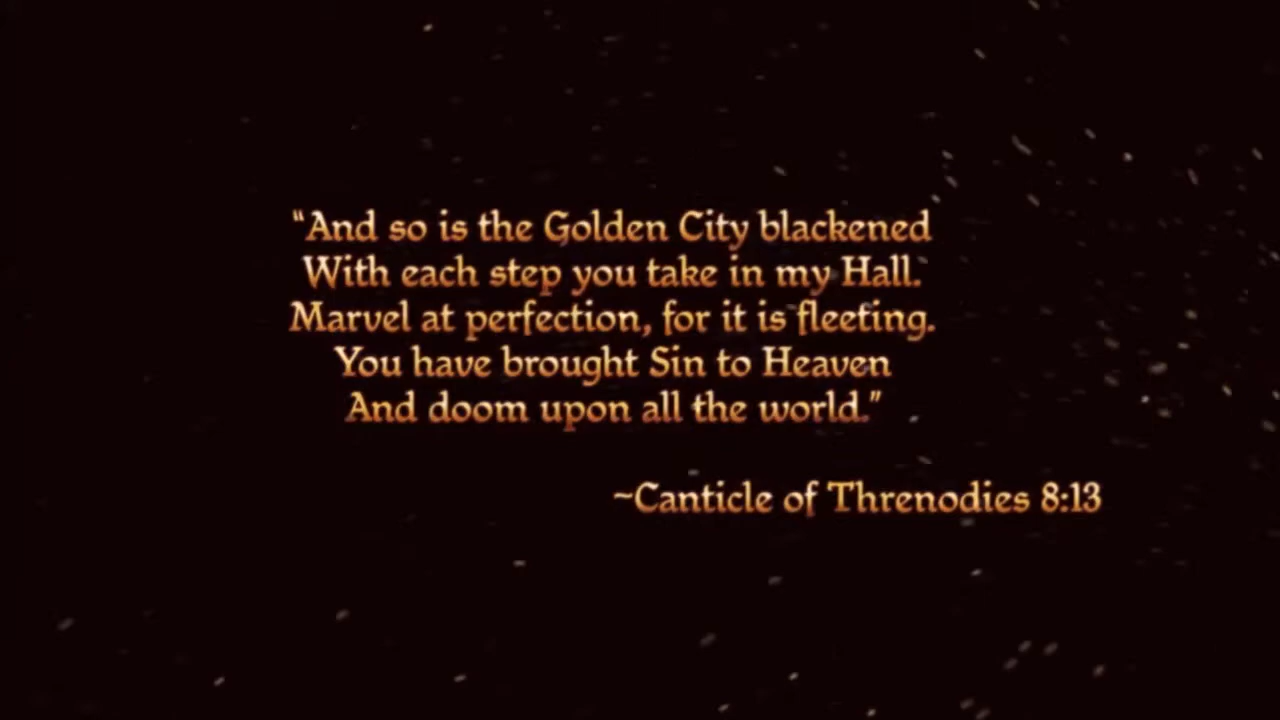 “And so is the Golden City blackened
With each step you take in my Hall.
Marvel at perfection, for it is fleeting.
You have brought Sin to Heaven
And doom upon all the world.”
~Canticle of Threnodies 8:13